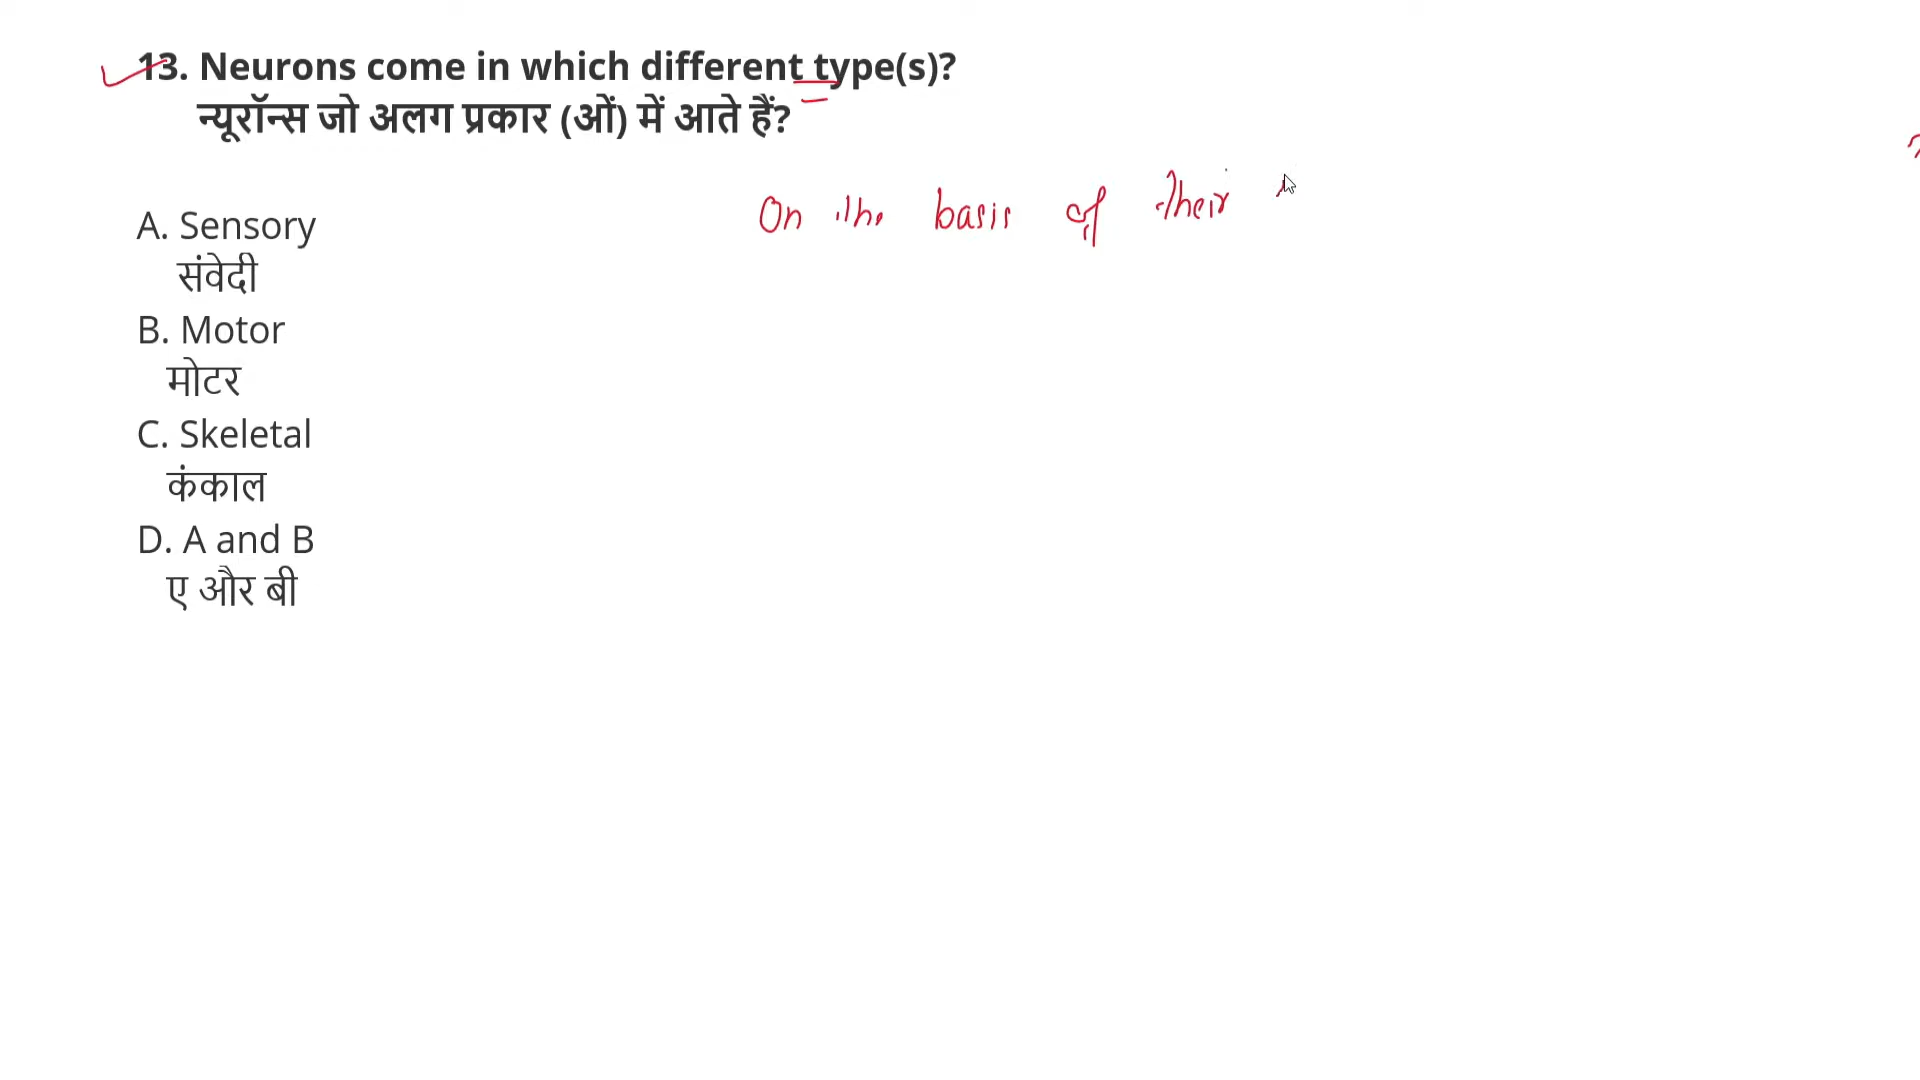 13. Neurons come in which different type(s)?
न्यूरॉन्स जो अलग प्रकार (ओं) में आते हैं?
On the basis of their
A. Sensory
संवेदी
B. Motor
मोटर
C. Skeletal
कंकाल
D. A and B
ए और बी